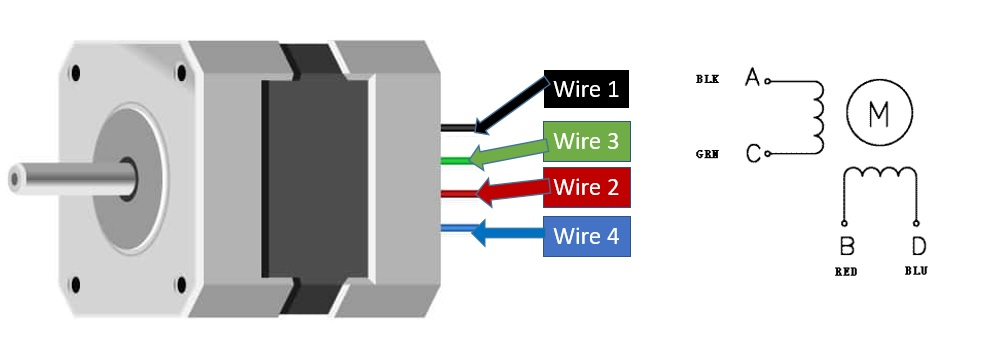 Wire 1
Wire 3
Wire 2
Wire 4
BLK A
M
GRN C
B D
RED BLU